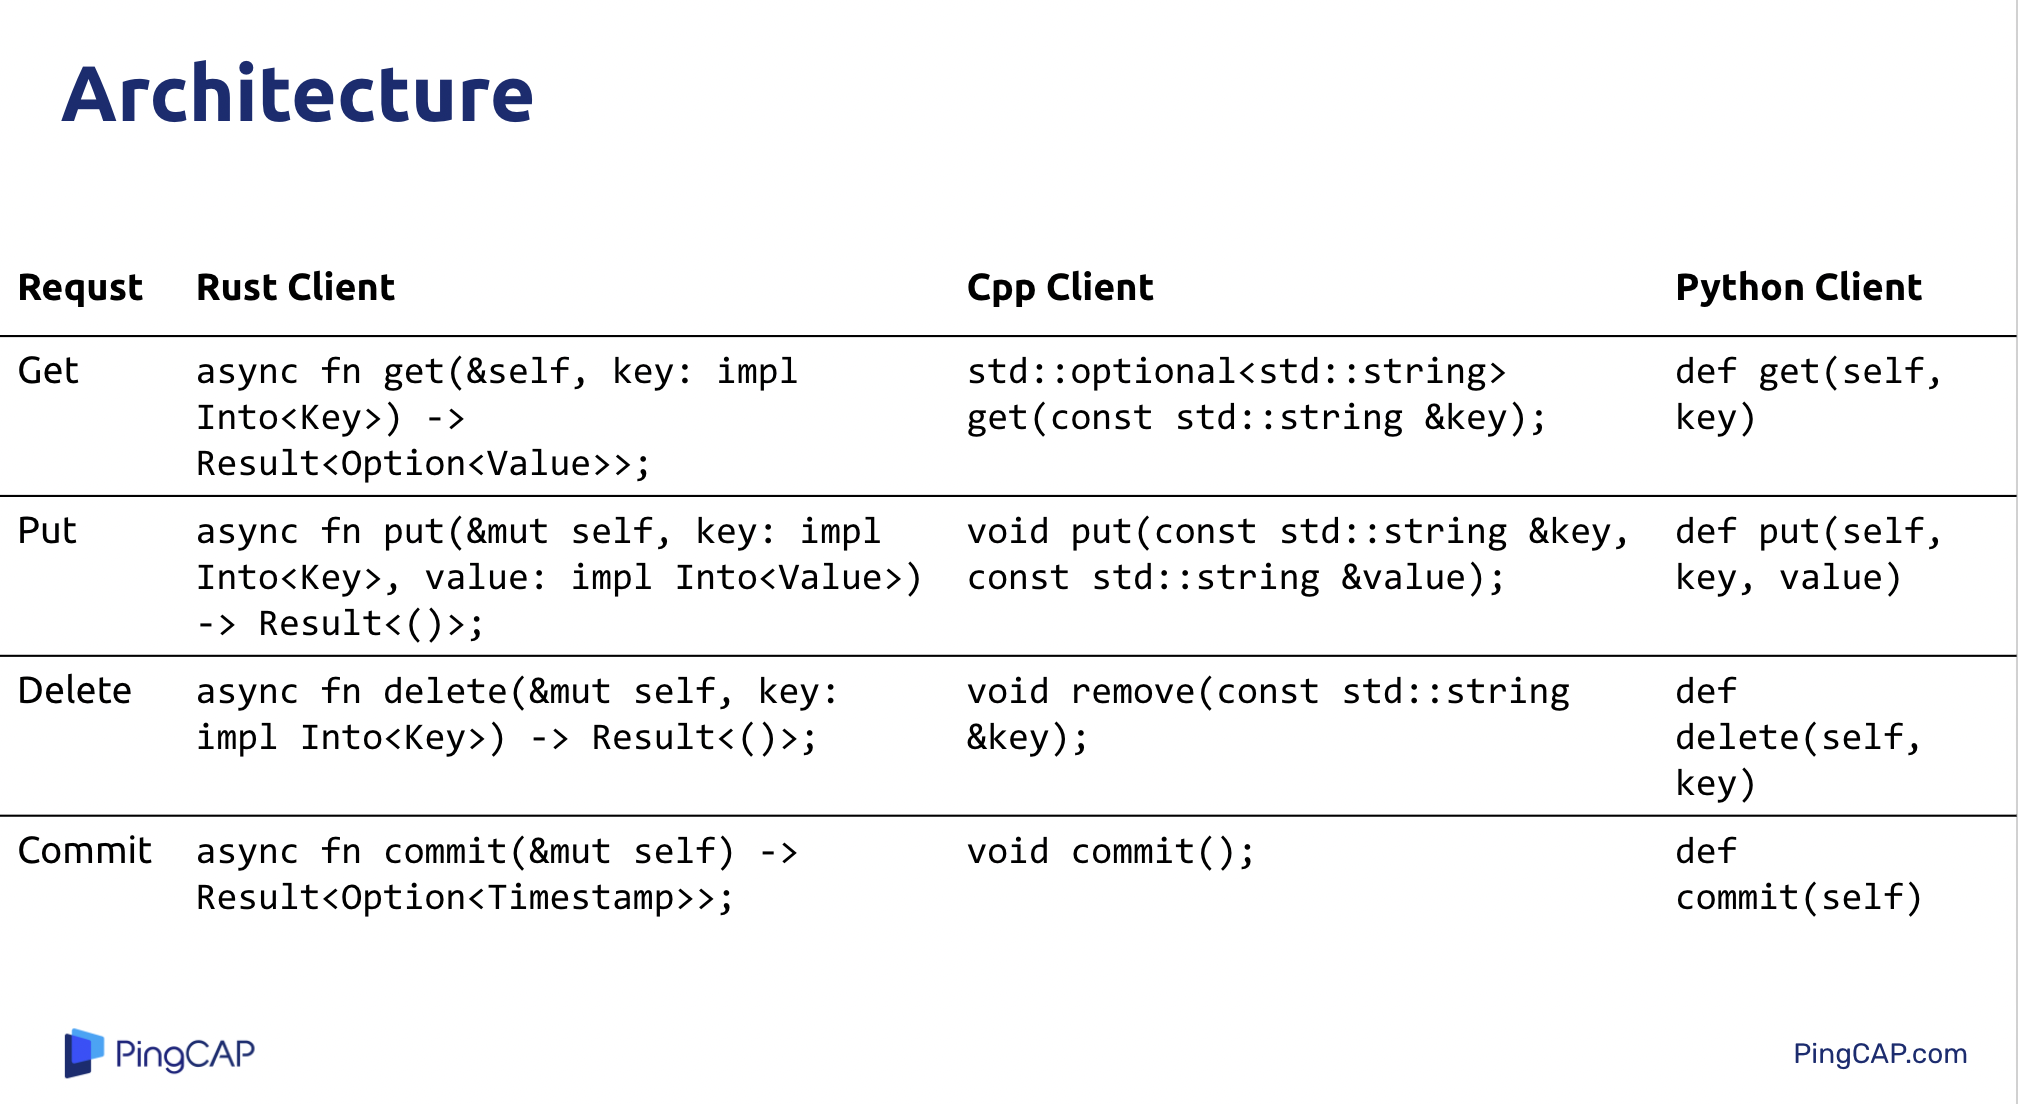 Architecture
Requst Rust Client Cpp Client Python Client
Get
async fn get(&self, key: impl
Into<Key>) ->
Result<Option<Value>>;
std::optional<std::string>
get(const std::string &key);
def get(self,
key)
Put
async fn put(&mut self, key: impl
Into<Key>, value: impl Into<Value>)
-> Result<()>;
void put(const std::string &key,
const std::string &value);
def put(self,
key, value)
Delete
async fn delete(&mut self, key:
impl Into<Key>) -> Result<()>;
void remove(const std::string
&key);
def
delete(self,
key)
Commit
async fn commit(&mut self) ->
Result<Option<Timestamp>>;
void commit();
def
commit(self)
PingCAP
PingCAP.com